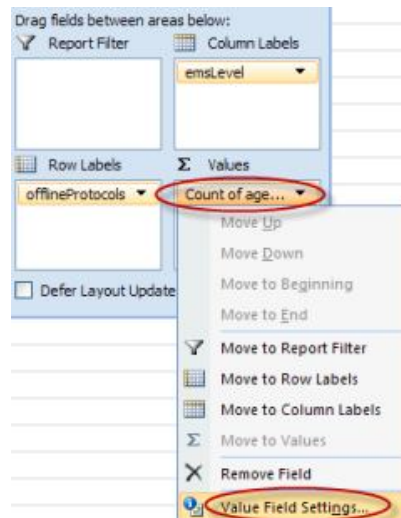 Drag fields between areas below:
Report Filter
Column Labels
emsLevel
Row Labels
Σ Values
offlineProtocols
Count of age...
Move Up
Move Down
Move to Beginning
Move to End
Defer Layout Update
Move to Report Filter
Move to Row Labels
Move to Column Labels
Σ Move to Values
Remove Field
Value Field Settings...